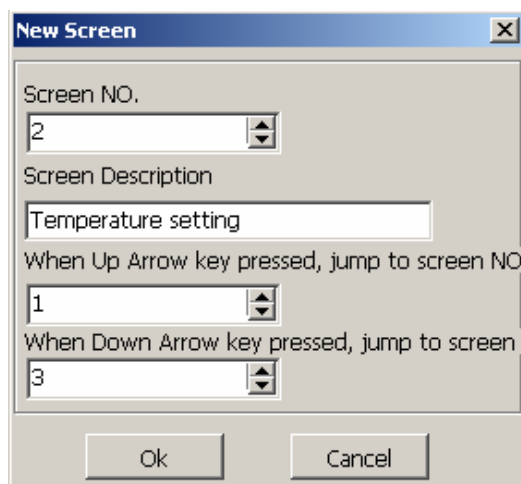 New Screen
Screen NO.
2
Screen Description
Temperature setting
When Up Arrow key pressed, jump to screen NO
1
When Down Arrow key pressed, jump to screen
3
Ok
Cancel